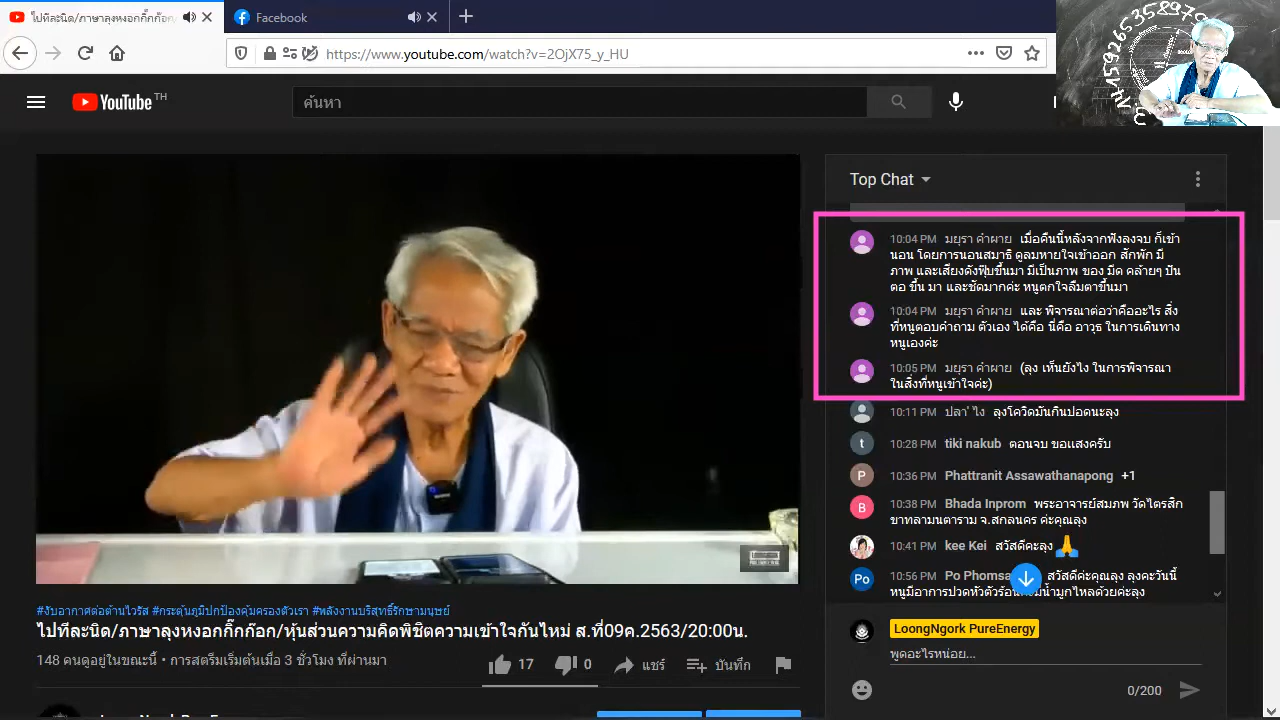 ไปทีละนิด/ภาษาลุงหงอกกิ๊กก๊อก/
Facebook
https://www.youtube.com/watch?v=2OjX75_y_HU
YouTube TH
ค้นหา
Top Chat
10:04 PM มยุรา คำผาย เมื่อคืนนี้หลังจากฟังลงจบ ก็เข้า
นอน โดยการนอนสมาธิ ดูลมหายใจเข้าออก สักพัก มี
ภาพ และเสียงดังฟุ้บขึ้นมา มีเป็นภาพ ของ มีด คล้ายๆ ปัน
ตอ ขึ้น มา และชัดมากค่ะ หนูตกใจลืมตาขึ้นมา
10:04 PM มยุรา คำผาย และ พิจารณาต่อว่าคืออะไร สิ่ง
ที่หนูตอบคำถาม ตัวเอง ได้คือ นี่คือ อาวุธ ในการเดินทาง
หนูเองค่ะ
10:05 PM มยุรา คำผาย (ลุง เห็นยังไง ในการพิจารณา
ในสิ่งที่หนูเข้าใจค่ะ)
10:11 PM ปลา' ไง ลุงโควิดมันกินปอดนะลุง
10:28 PM tiki nakub ตอนจบ ขอแสงครับ
10:36 PM Phattranit Assawathanapong +1
10:38 PM Bhada Inprom พระอาจารย์สมภพ วัดไตรสิก
ขาทลามนตาราม จ.สกลนคร ค่ะคุณลุง
10:41 PM kee Kei สวัสดีคะลุง🙏
10:56 PM Po Phomsa สวัสดีค่ะคุณลุง ลุงคะวันนี้
หนูมีอาการปวดหัวตัวร้อน มน้ำมูกไหลด้วยค่ะลุง
#งับอากาศต่อต้านไวรัส #กระตุ้นภูมิปกป้องคุ้มครองตัวเรา #พลังงานบริสุทธิ์รักษามนุษย์
ไปทีละนิด/ภาษาลุงหงอกกิ๊กก๊อก/หุ้นส่วนความคิดพิชิตความเข้าใจกันไหม่ ส.ที่09ค.2563/20:00น.
148 คนดูอยู่ในขณะนี้ • การสตรีมเริ่มต้นเมื่อ 3 ชั่วโมง ที่ผ่านมา
17 0 แชร์ บันทึก
LoongNgork PureEnergy
พูดอะไรหน่อย...
0/200